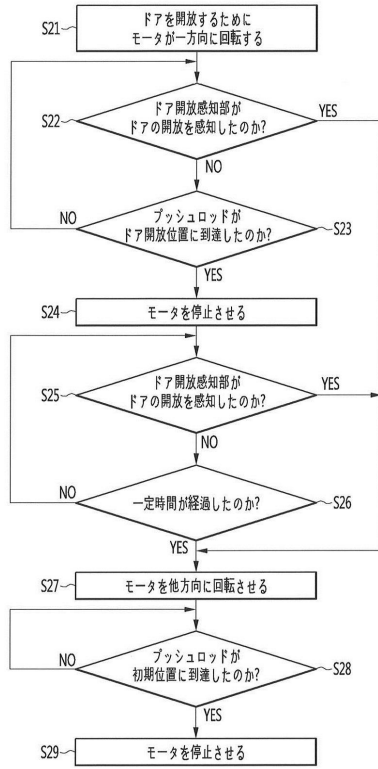 S21
ドアを開放するために
モータが一方向に回転する
S22
ドア開放感知部が
ドアの開放を感知したのか?
YES
NO
プッシュロッドが
ドア開放位置に到達したのか?
NO
S23
YES
S24
モータを停止させる
S25
ドア開放感知部が
ドアの開放を感知したのか?
YES
NO
一定時間が経過したのか?
NO
S26
YES
S27
モータを他方向に回転させる
プッシュロッドが
初期位置に到達したのか?
NO
S28
YES
S29
モータを停止させる